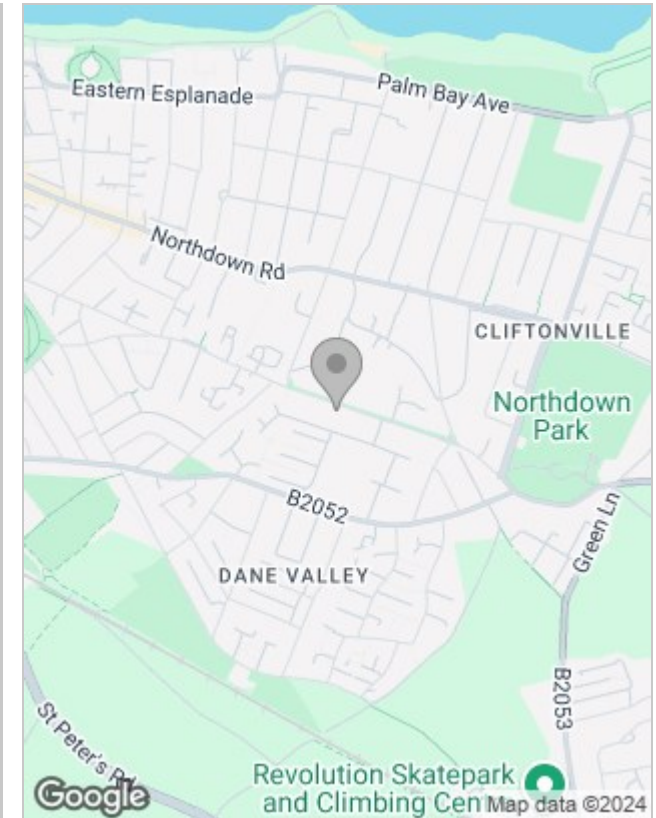 Eastern Esplanade
Palm Bay Ave
Northdown Rd
CLIFTONVILLE
Northdown
Park
B2052
Green Ln
DANE VALLEY
B2053
St Peter's Rd
Revolution Skatepark
and Climbing Cen
Google
Map data ©2024